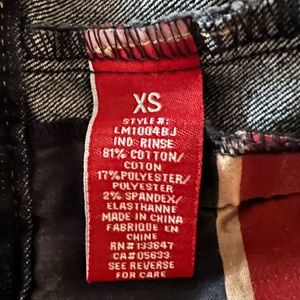 XS
STYLE#:
LM1004BJ
IND RINSE
81% COTTON/
COTON
17% POLYESTER/
POLYESTER
2% SPANDEX/
ELASTHANNE
MADE IN CHINA
FABRIQUE EN
CHINE
RN#133647
CA#05633
SEE REVERSE
FOR CARE